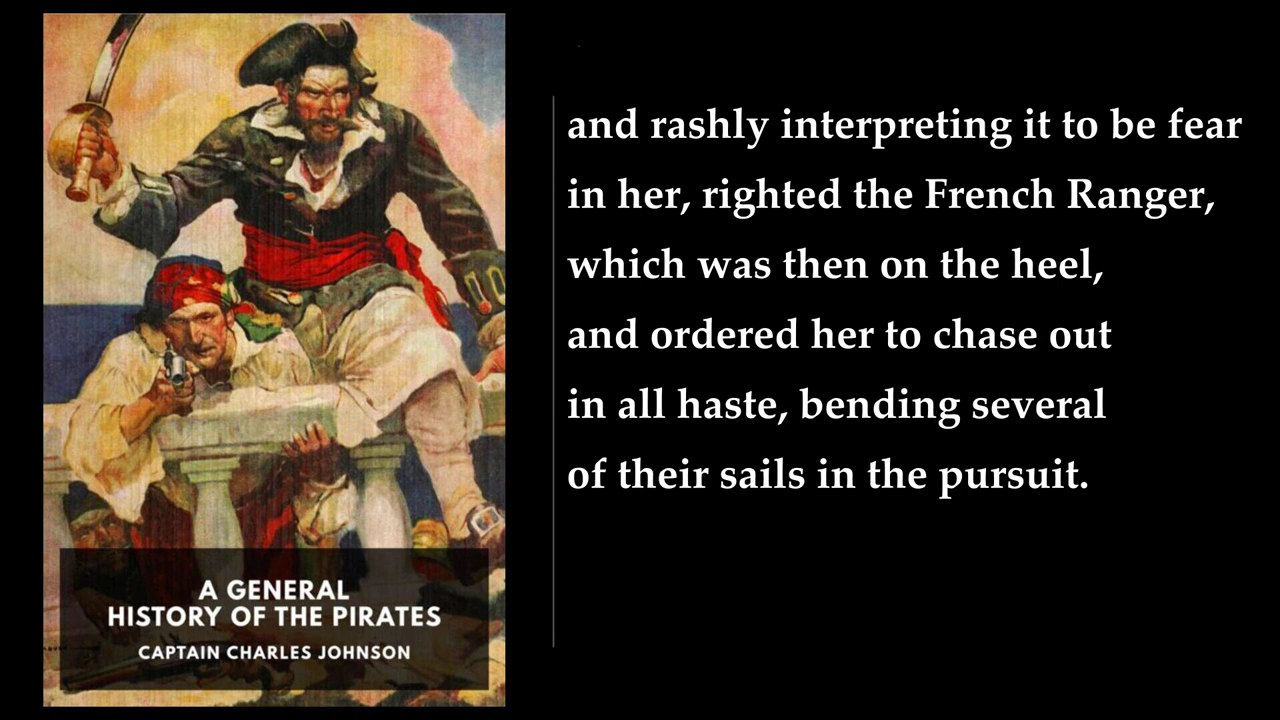 and rashly interpreting it to be fear
in her, righted the French Ranger,
which was then on the heel,
and ordered her to chase out
in all haste, bending several
of their sails in the pursuit.
A GENERAL
HISTORY OF THE PIRATES
CAPTAIN CHARLES JOHNSON